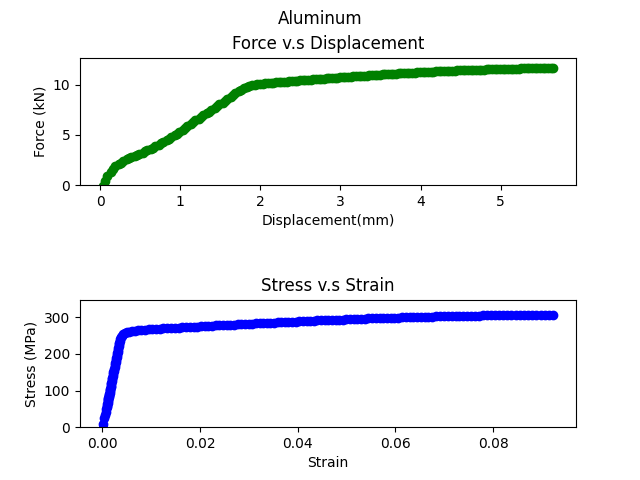 Aluminum
Force v.s Displacement
10
5
0
Force (kN)
0 1 2 3 4 5
Displacement(mm)
Stress v.s Strain
300
200
100
0
Stress (MPa)
0.00 0.02 0.04 0.06 0.08
Strain